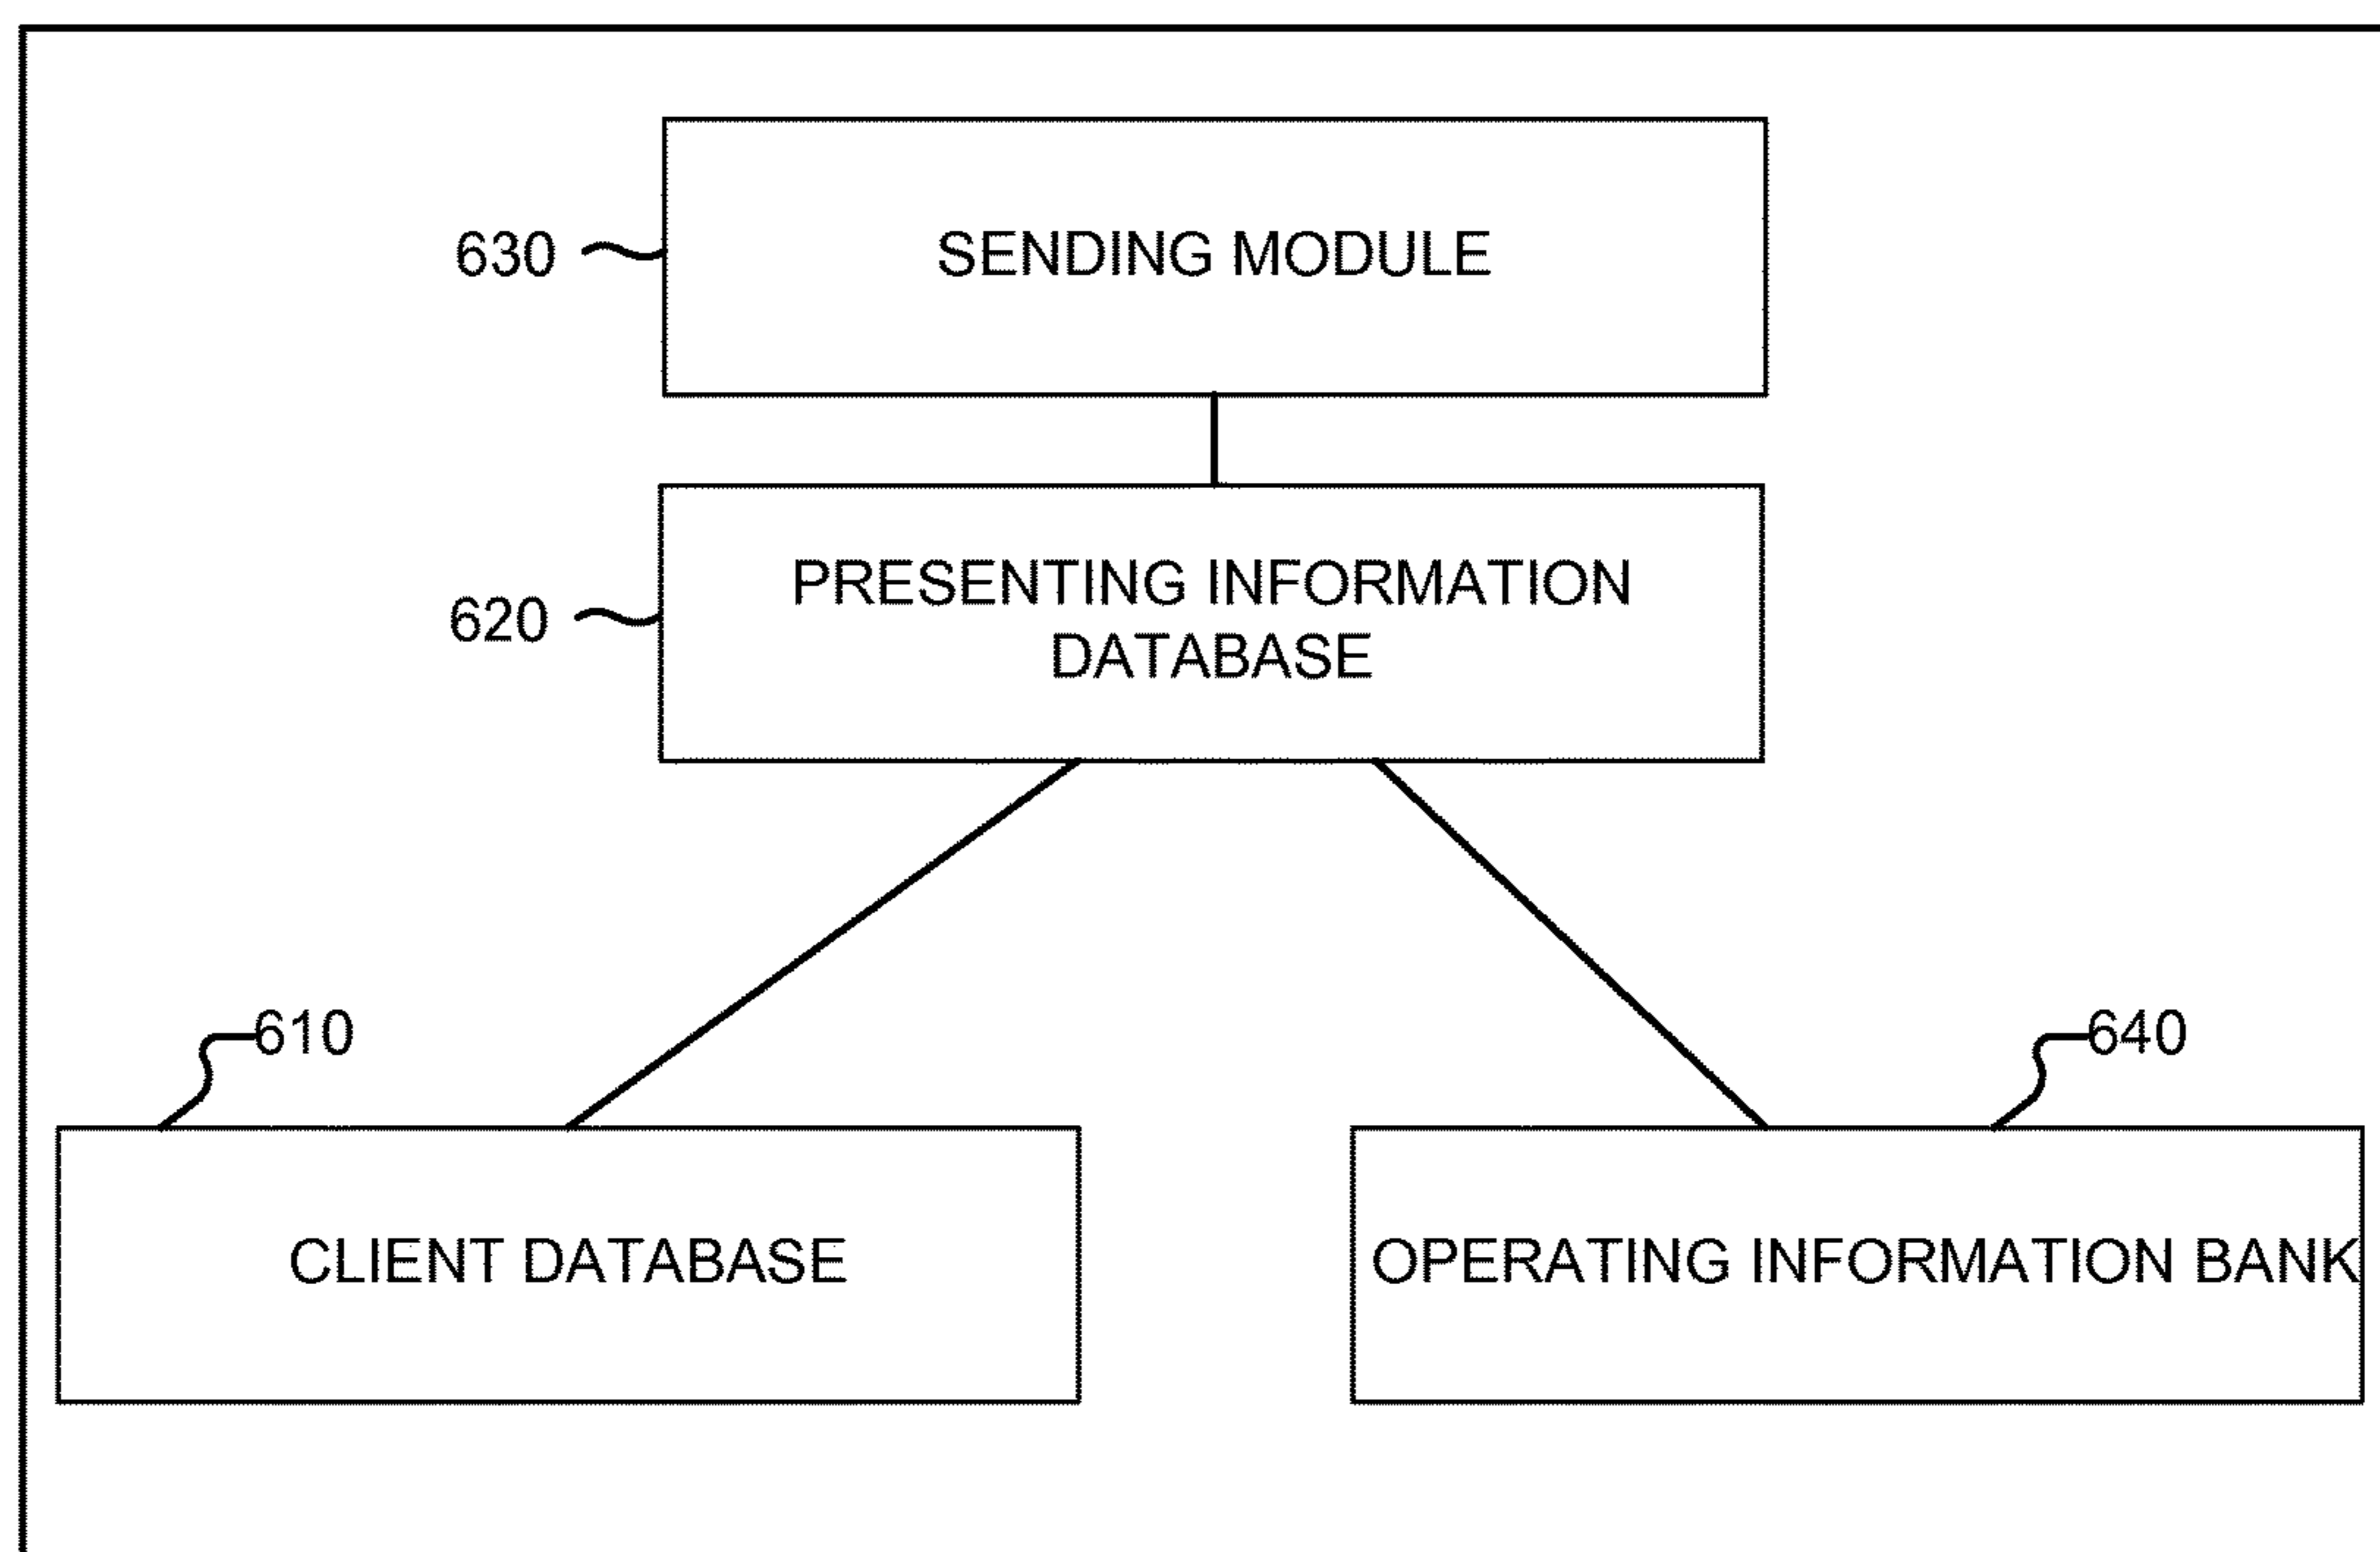 630 SENDING MODULE
PRESENTING INFORMATION
620
DATABASE
610
640
CLIENT DATABASE
OPERATING INFORMATION BANK